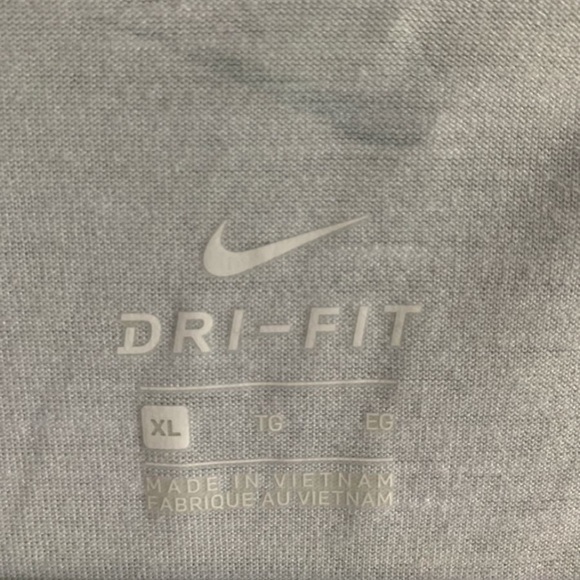 DRI-FIT
XL TG EG
MADE IN VIETNAM
FABRIQUE AU VIETNAM